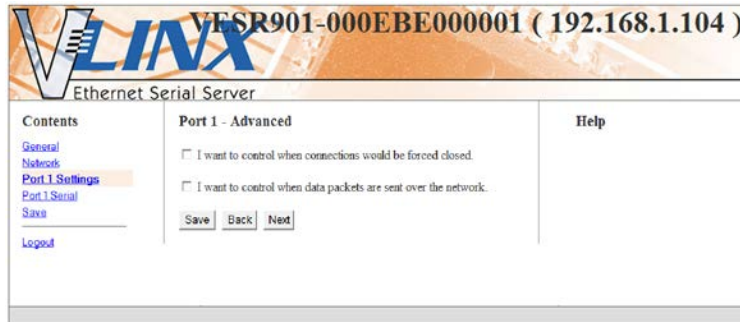 VLINX
VESR901-000EBE000001 ( 192.168.1.104 )
Ethernet Serial Server
Contents
General
Network
Port 1 Settings
Port 1 Serial
Save
Logout
Port 1 - Advanced
I want to control when connections would be forced closed.
I want to control when data packets are sent over the network.
Save Back Next
Help